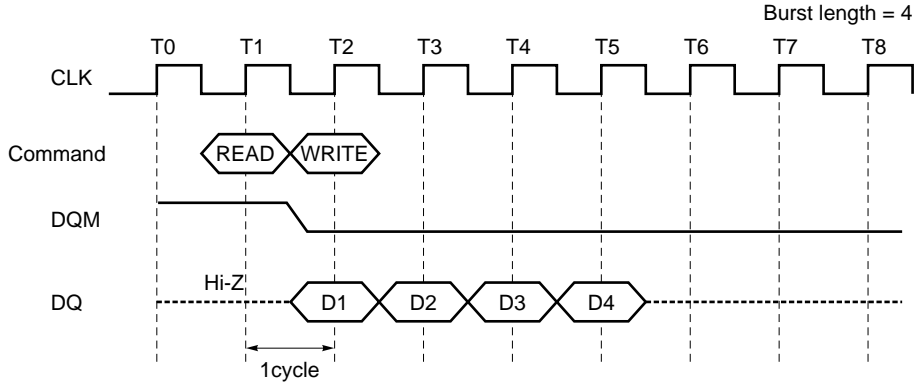 Burst length = 4
T0 T1 T2 T3 T4 T5 T6 T7 T8
CLK
Command READ WRITE
DQM
Hi-Z
DQ D1 D2 D3 D4
1cycle